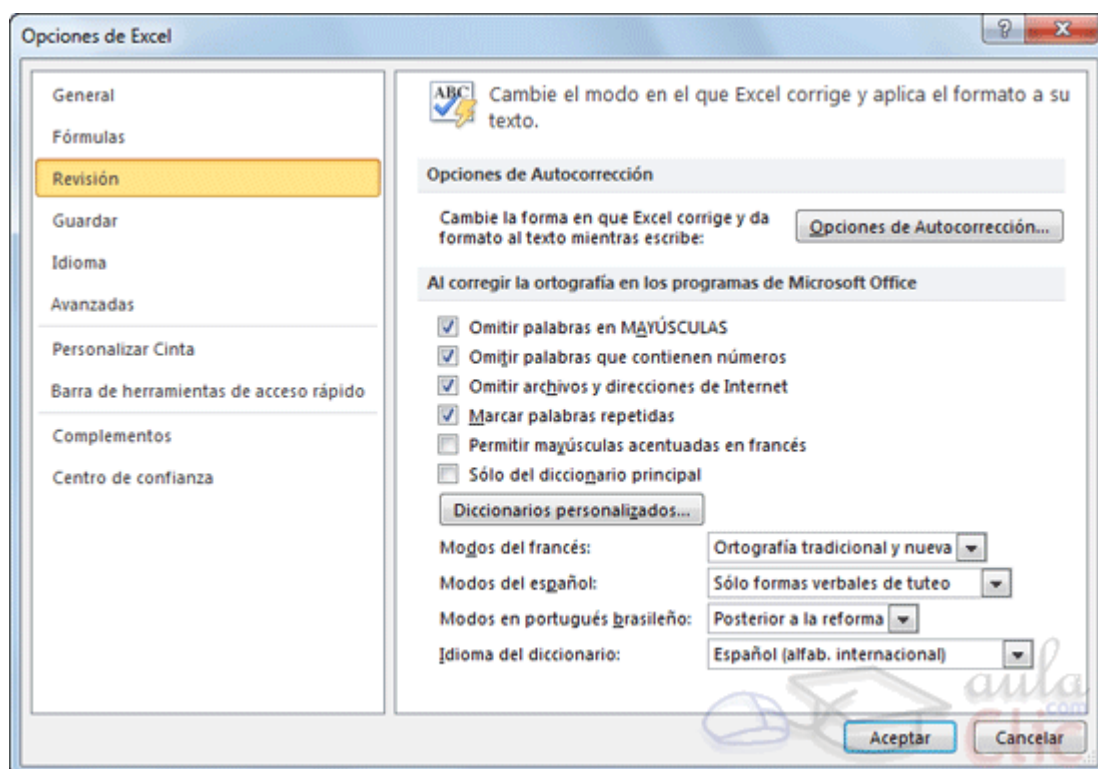 Opciones de Excel
General
Fórmulas
Revisión
Guardar
Idioma
Avanzadas
Personalizar Cinta
Barra de herramientas de acceso rápido
Complementos
Centro de confianza
ABC
Cambie el modo en el que Excel corrige y aplica el formato a su
texto.
Opciones de Autocorrección
Cambie la forma en que Excel corrige y da
formato al texto mientras escribe:
Opciones de Autocorrección...
Al corregir la ortografía en los programas de Microsoft Office
Omitir palabras en MAYÚSCULAS
Omitir palabras que contienen números
Omitir archivos y direcciones de Internet
Marcar palabras repetidas
Permitir mayúsculas acentuadas en francés
Sólo del diccionario principal
Diccionarios personalizados...
Modos del francés: Ortografía tradicional y nueva
Modos del español: Sólo formas verbales de tuteo
Modos en portugués brasileño: Posterior a la reforma
Idioma del diccionario: Español (alfab. internacional)
aula
.com
Clic
Aceptar Cancelar